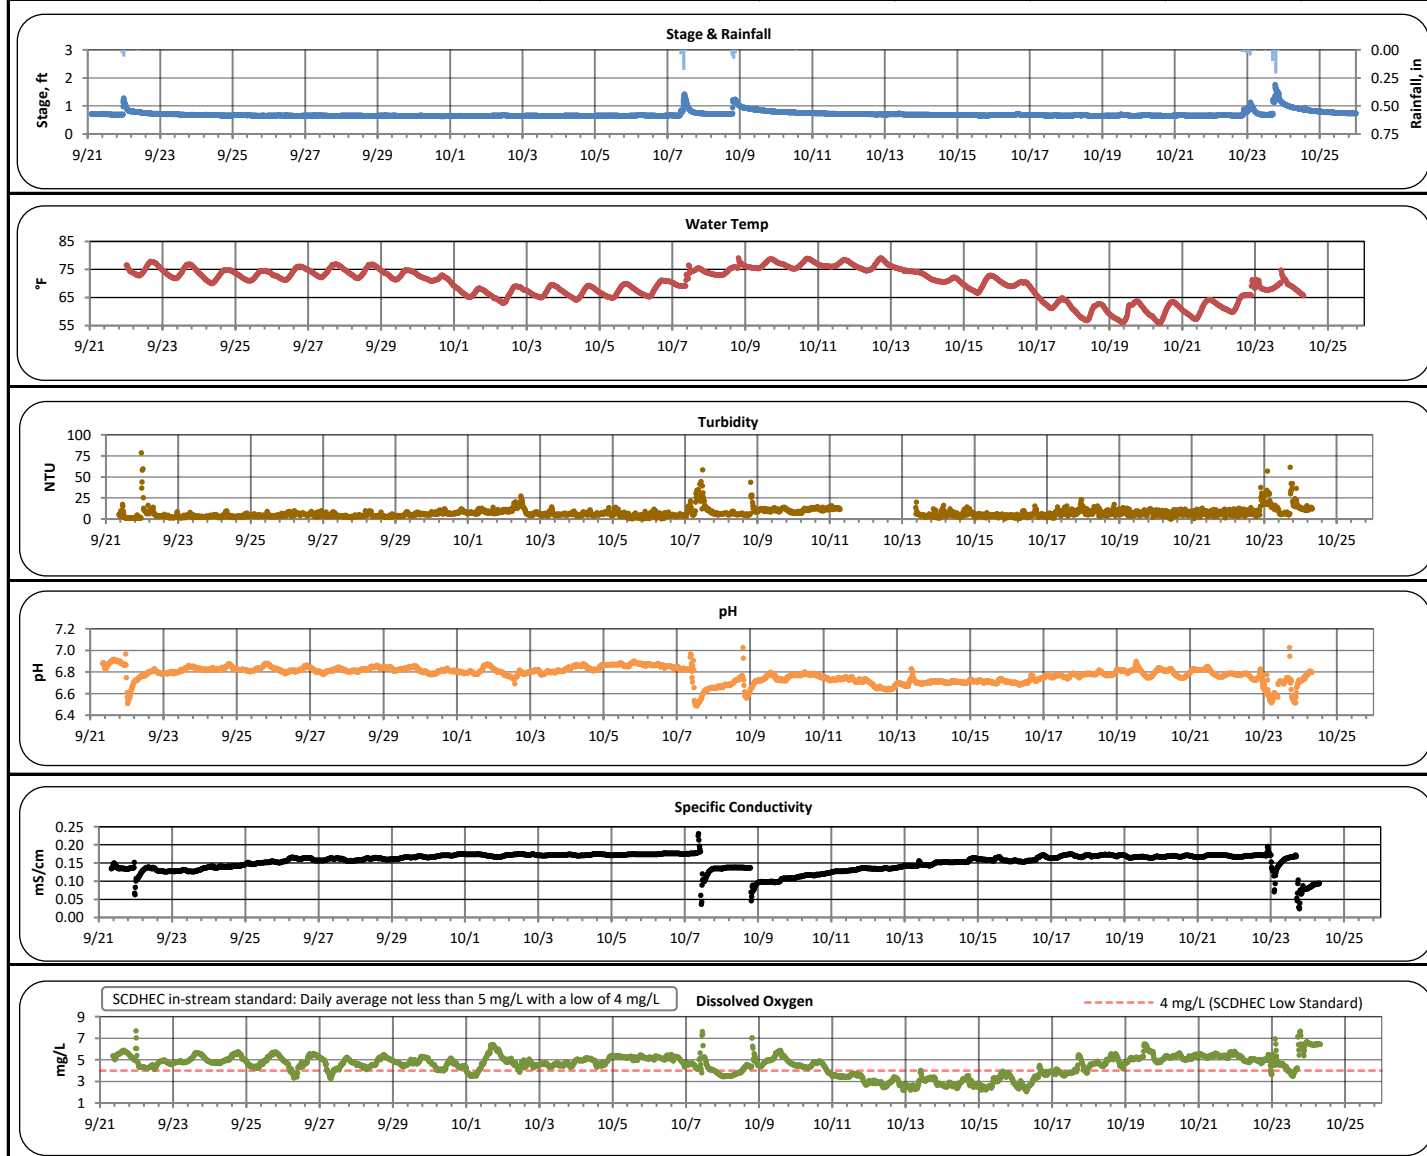 Stage & Rainfall
Stage, ft
3
2
1
0
0.00
0.25
0.50
0.75
Rainfall, in
9/21 9/23 9/25 9/27 9/29 10/1 10/3 10/5 10/7 10/9 10/11 10/13 10/15 10/17 10/19 10/21 10/23 10/25
Water Temp
°F
85
75
65
55
9/21 9/23 9/25 9/27 9/29 10/1 10/3 10/5 10/7 10/9 10/11 10/13 10/15 10/17 10/19 10/21 10/23 10/25
Turbidity
NTU
100
75
50
25
0
9/21 9/23 9/25 9/27 9/29 10/1 10/3 10/5 10/7 10/9 10/11 10/13 10/15 10/17 10/19 10/21 10/23 10/25
pH
pH
7.2
7.0
6.8
6.6
6.4
9/21 9/23 9/25 9/27 9/29 10/1 10/3 10/5 10/7 10/9 10/11 10/13 10/15 10/17 10/19 10/21 10/23 10/25
Specific Conductivity
mS/cm
0.25
0.20
0.15
0.10
0.05
0.00
9/21 9/23 9/25 9/27 9/29 10/1 10/3 10/5 10/7 10/9 10/11 10/13 10/15 10/17 10/19 10/21 10/23 10/25
SCDHEC in-stream standard: Daily average not less than 5 mg/L with a low of 4 mg/L
Dissolved Oxygen
4 mg/L (SCDHEC Low Standard)
mg/L
9
7
5
3
1
9/21 9/23 9/25 9/27 9/29 10/1 10/3 10/5 10/7 10/9 10/11 10/13 10/15 10/17 10/19 10/21 10/23 10/25